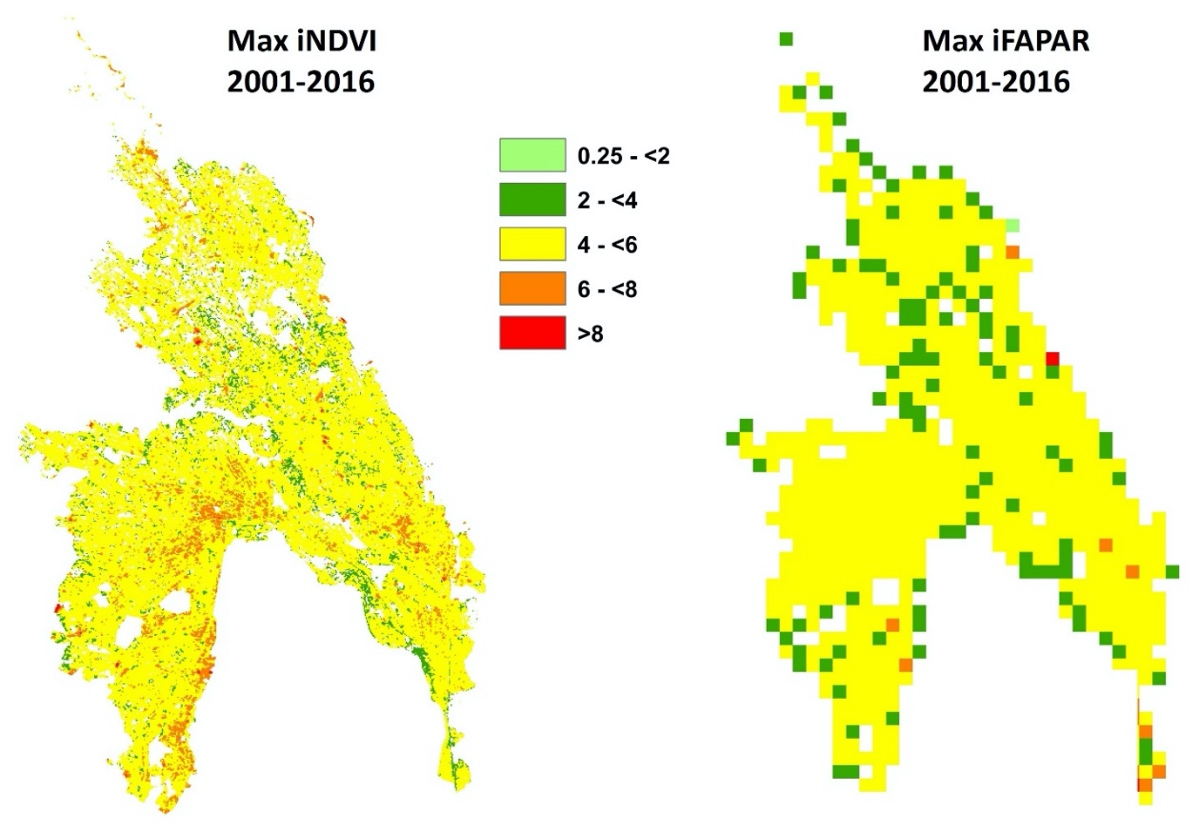 Max iNDVI
2001-2016
Max iFAPAR
2001-2016
0.25 - <2
2 - <4
4 - <6
6 - <8
>8